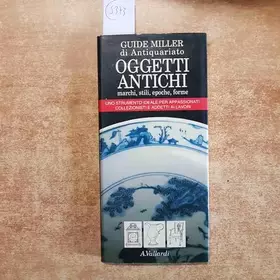 GUIDE MILLER
di Antiquariato
OGGETTI
ANTICHI
marchi, stili, epoche, forme
UNO STRUMENTO IDEALE PER APPASSIONATI
COLLEZIONISTI E ADDETTI AI LAVORI
A.Vallardi